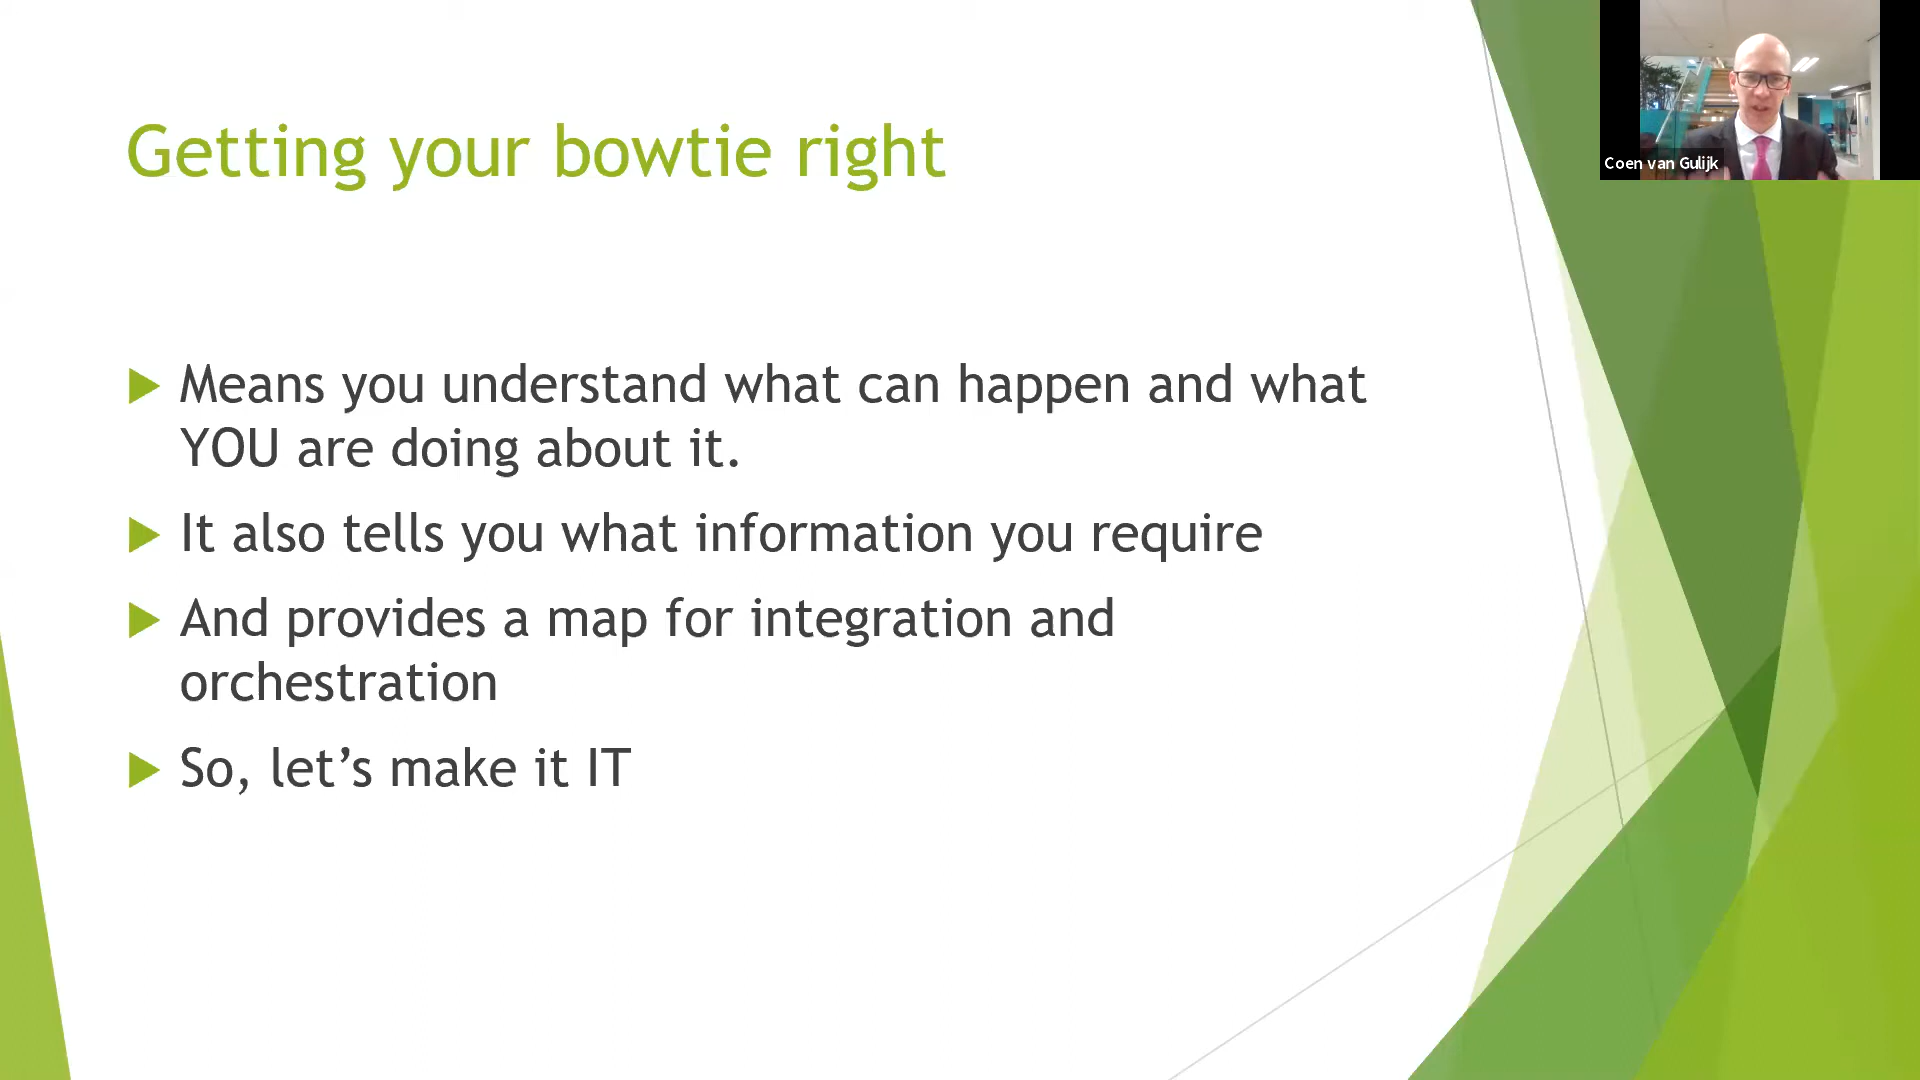 Getting your bowtie right
Means you understand what can happen and what
YOU are doing about it.
It also tells you what information you require
And provides a map for integration and
orchestration
So, let’s make it IT
Coen van Gulijk